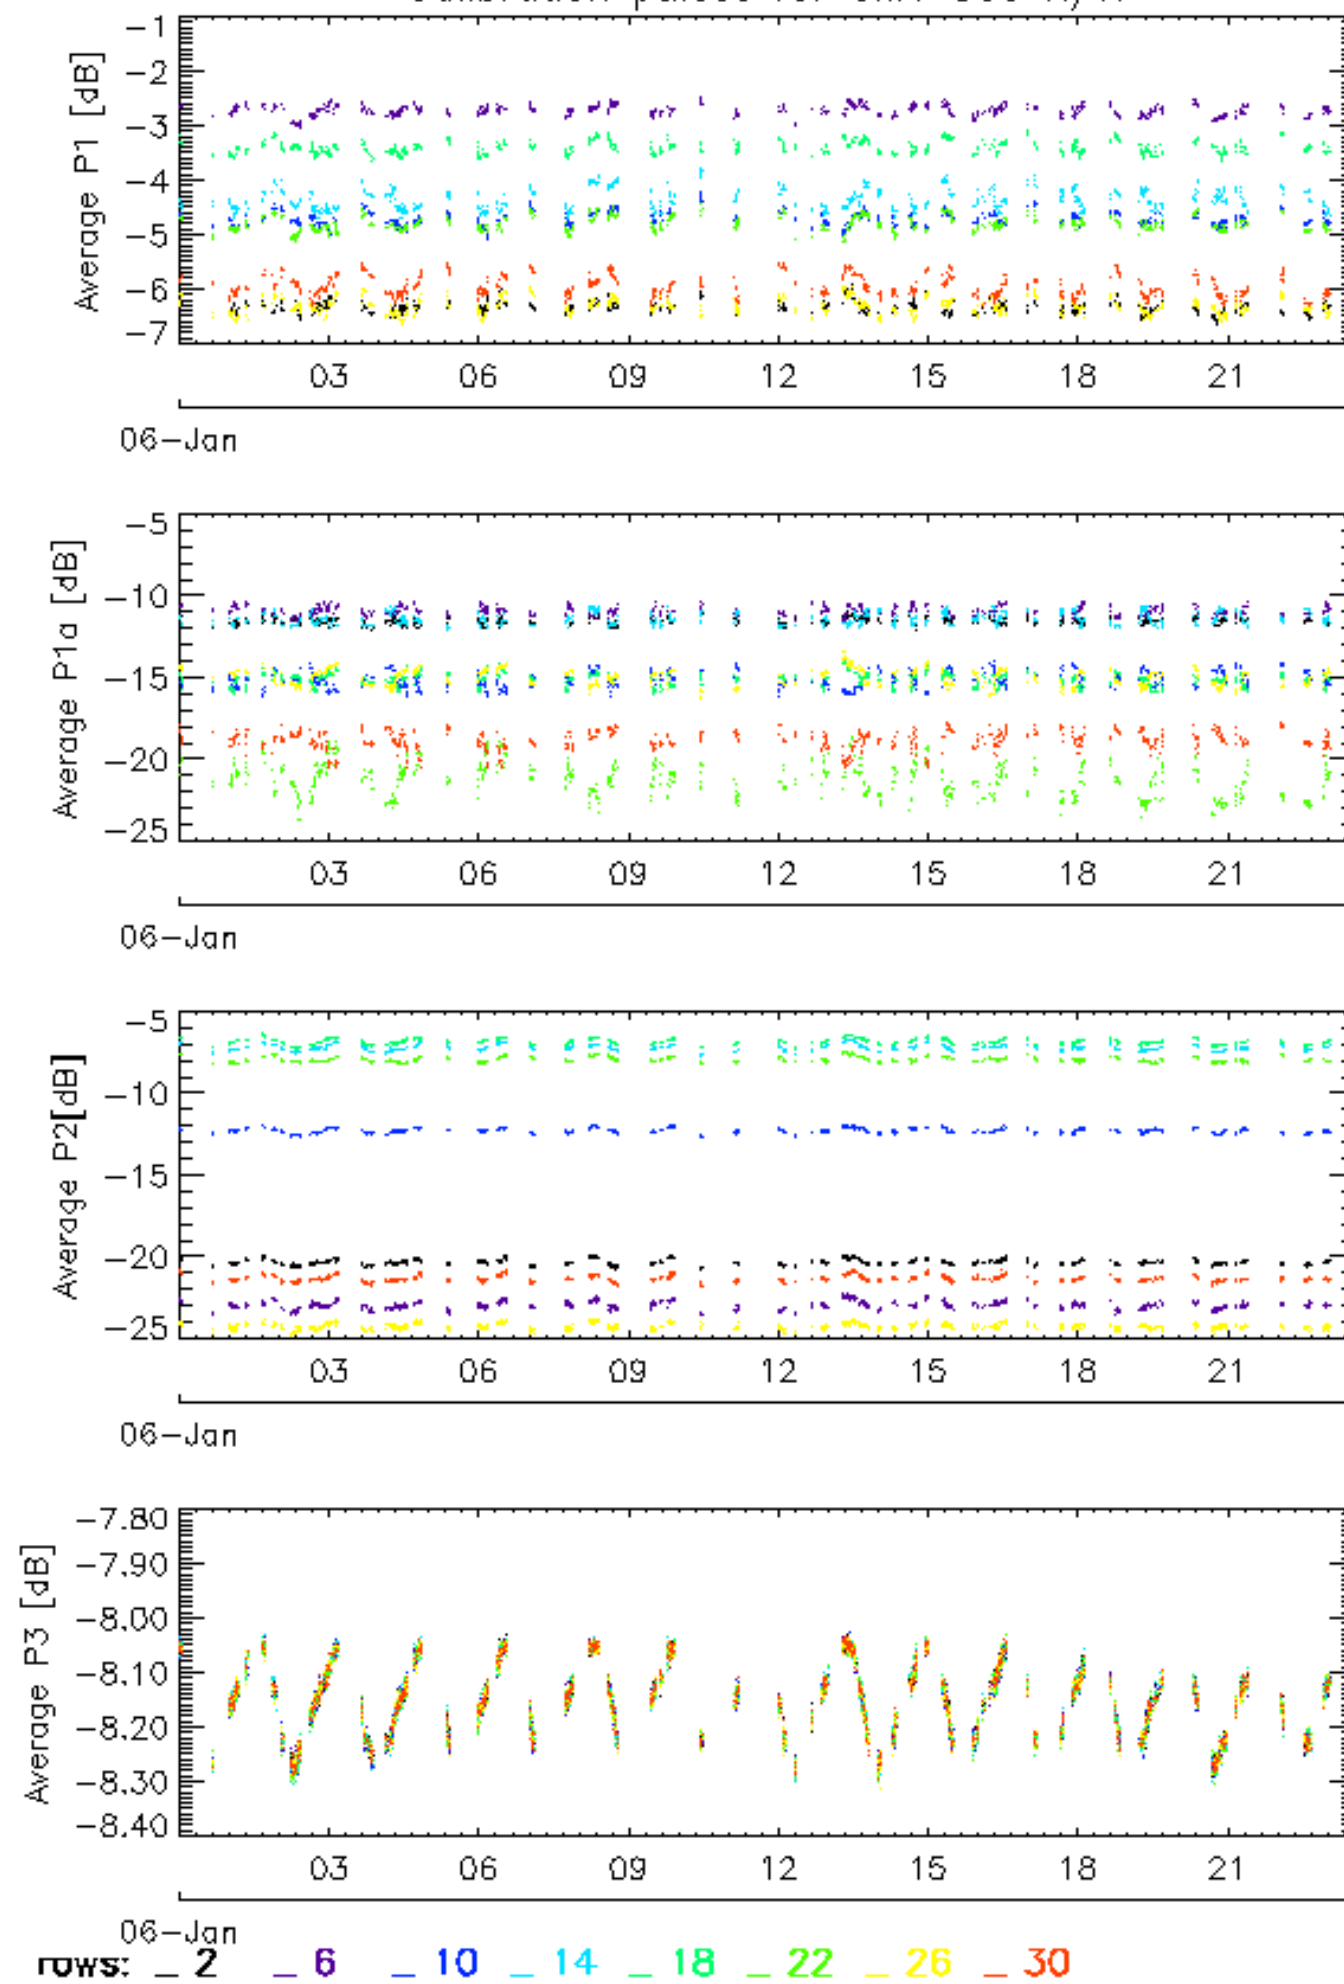 -1
-2
-3
-4
-5
-6
-7
Average P1 [dB]
03 06 09 12 15 18 21
06-Jan
-5
-10
-15
-20
-25
Average P1a [dB]
03 06 09 12 15 18 21
06-Jan
-5
-10
-15
-20
-25
Average P2[dB]
03 06 09 12 15 18 21
06-Jan
-7.80
-7.90
-8.00
-8.10
-8.20
-8.30
-8.40
Average P3 [dB]
03 06 09 12 15 18 21
06-Jan
rows: _ 2 _ 6 _ 10 _ 14 _ 18 _ 22 _ 26 _ 30